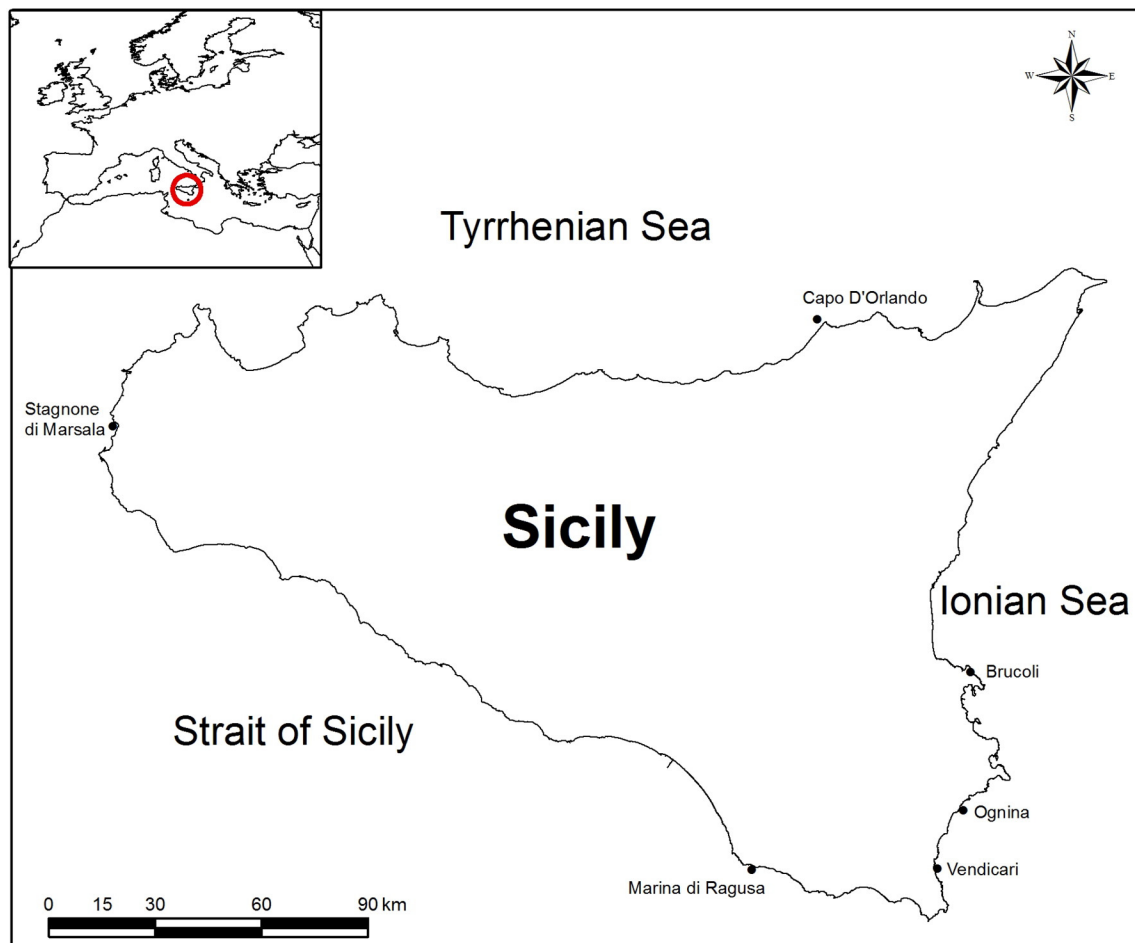 N
W E
S
Tyrrhenian Sea
Capo D'Orlando
Stagnone
di Marsala
Sicily
Ionian Sea
Brucoli
Strait of Sicily
Ognina
Vendicari
Marina di Ragusa
0 15 30 60 90 km